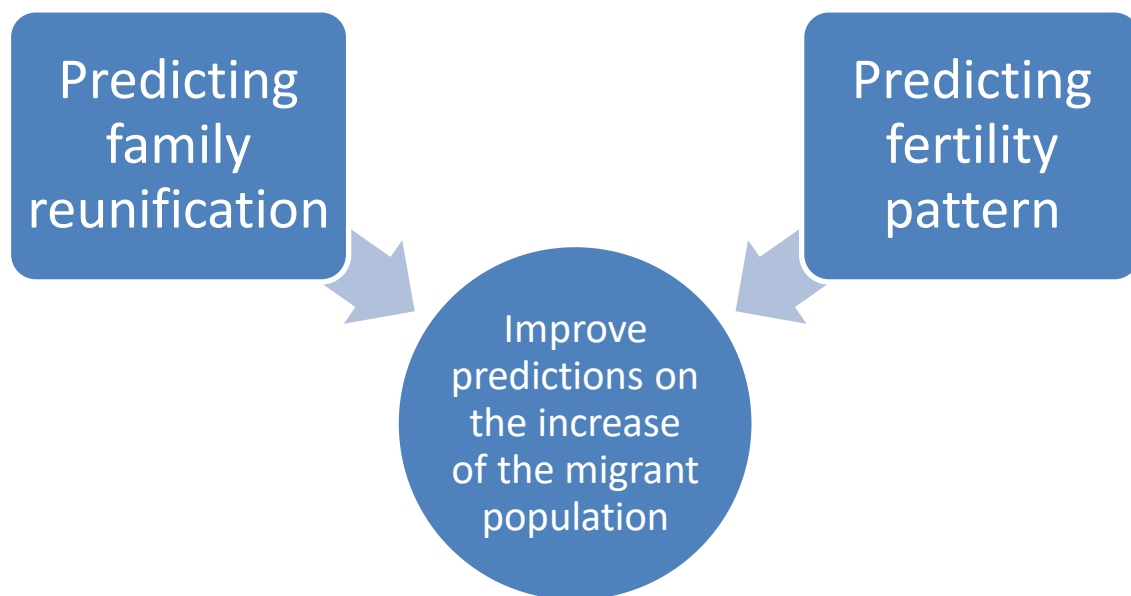 Predicting
family
reunification
Predicting
fertility
pattern
Improve
predictions on
the increase
of the migrant
population